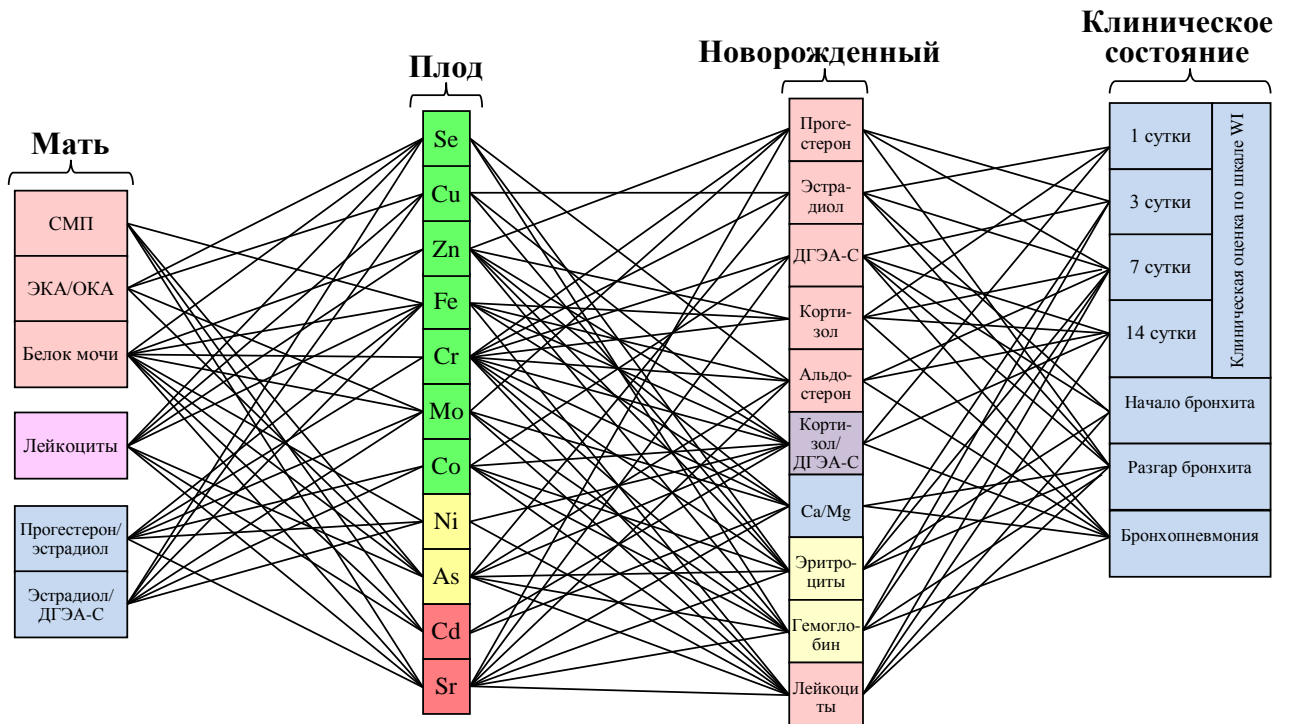 Мать
СМП
ЭКА/ОКА
Белок мочи
Лейкоциты
Прогестерон/
эстрадиол
Эстрадиол/
ДГЭА-С
Плод
Se
Cu
Zn
Fe
Cr
Mo
Co
Ni
As
Cd
Sr
Новорожденный
Проге-
стерон
Эстра-
диол
ДГЭА-С
Корти-
зол
Альдо-
стерон
Корти-
зол/
ДГЭА-С
Ca/Mg
Эритро-
циты
Гемогло-
бин
Лейкоци
ты
Клиническое
состояние
1 сутки
3 сутки
7 сутки
14 сутки
Клиническая оценка по шкале WI
Начало бронхита
Разгар бронхита
Бронхопневмония